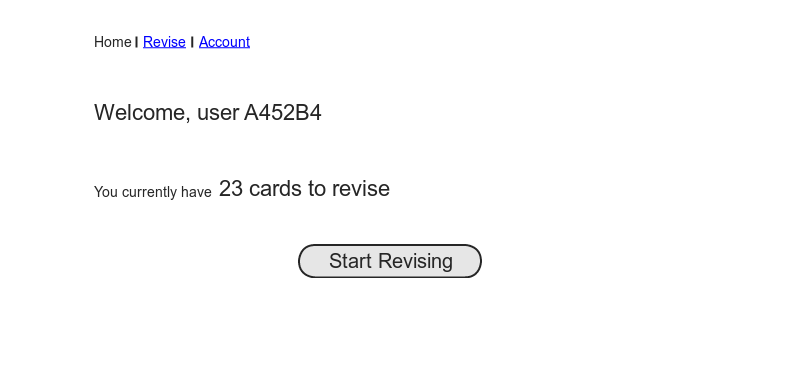 Home | Revise | Account
Welcome, user A452B4
You currently have 23 cards to revise
Start Revising